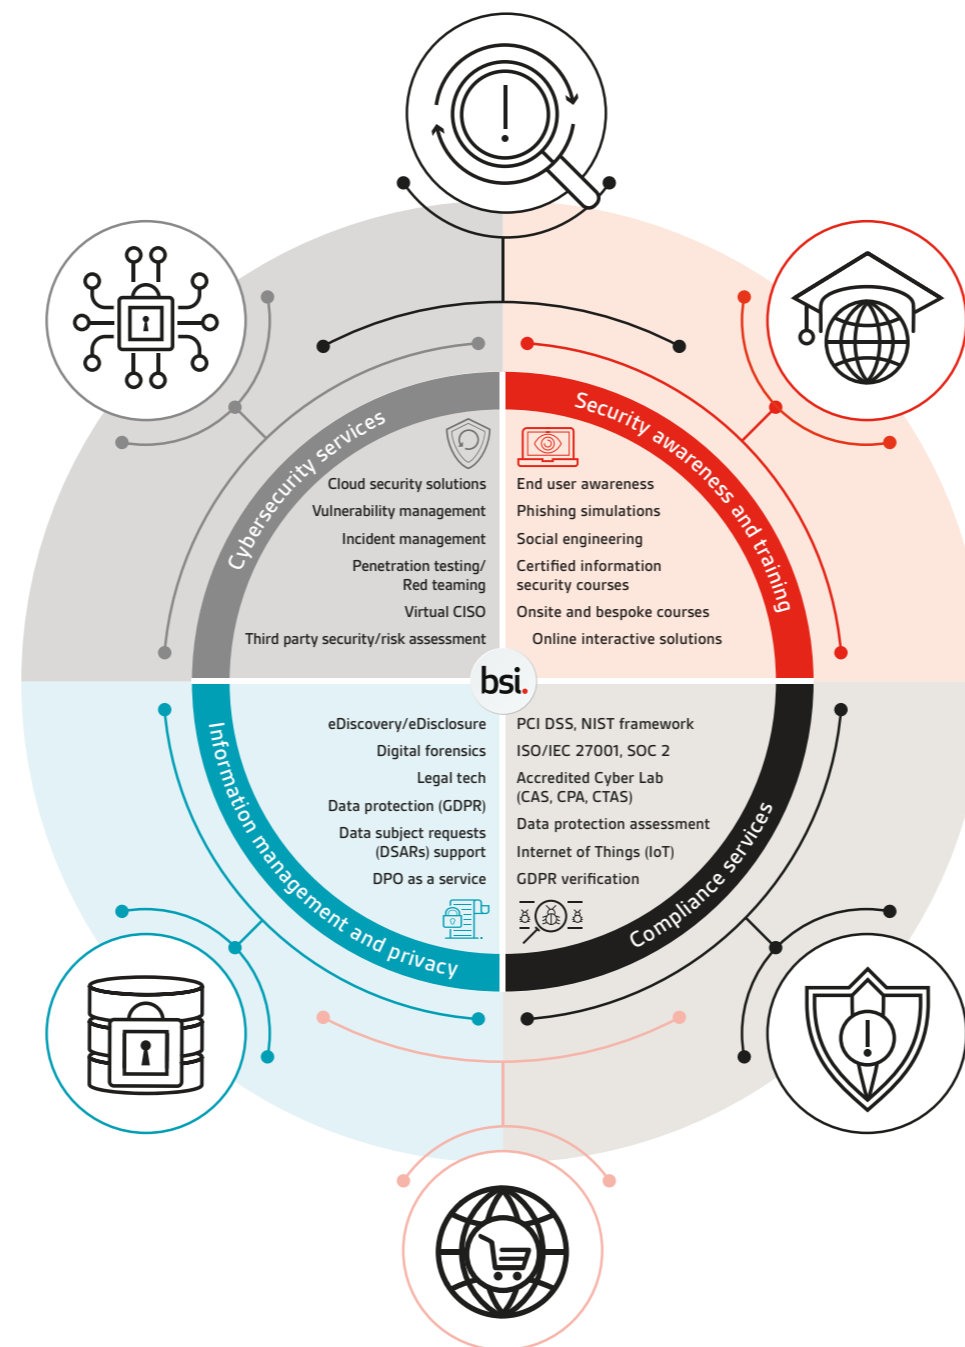 Cybersecurity services
Cloud security solutions
Vulnerability management
Incident management
Penetration testing/
Red teaming
Virtual CISO
Third party security/risk assessment
Security awareness and training
End user awareness
Phishing simulations
Social engineering
Certified information
security courses
Onsite and bespoke courses
Online interactive solutions
bsi.
Information management and privacy
eDiscovery/eDisclosure
Digital forensics
Legal tech
Data protection (GDPR)
Data subject requests
(DSARs) support
DPO as a service
Compliance services
PCI DSS, NIST framework
ISO/IEC 27001, SOC 2
Accredited Cyber Lab
(CAS, CPA, CTAS)
Data protection assessment
Internet of Things (IoT)
GDPR verification